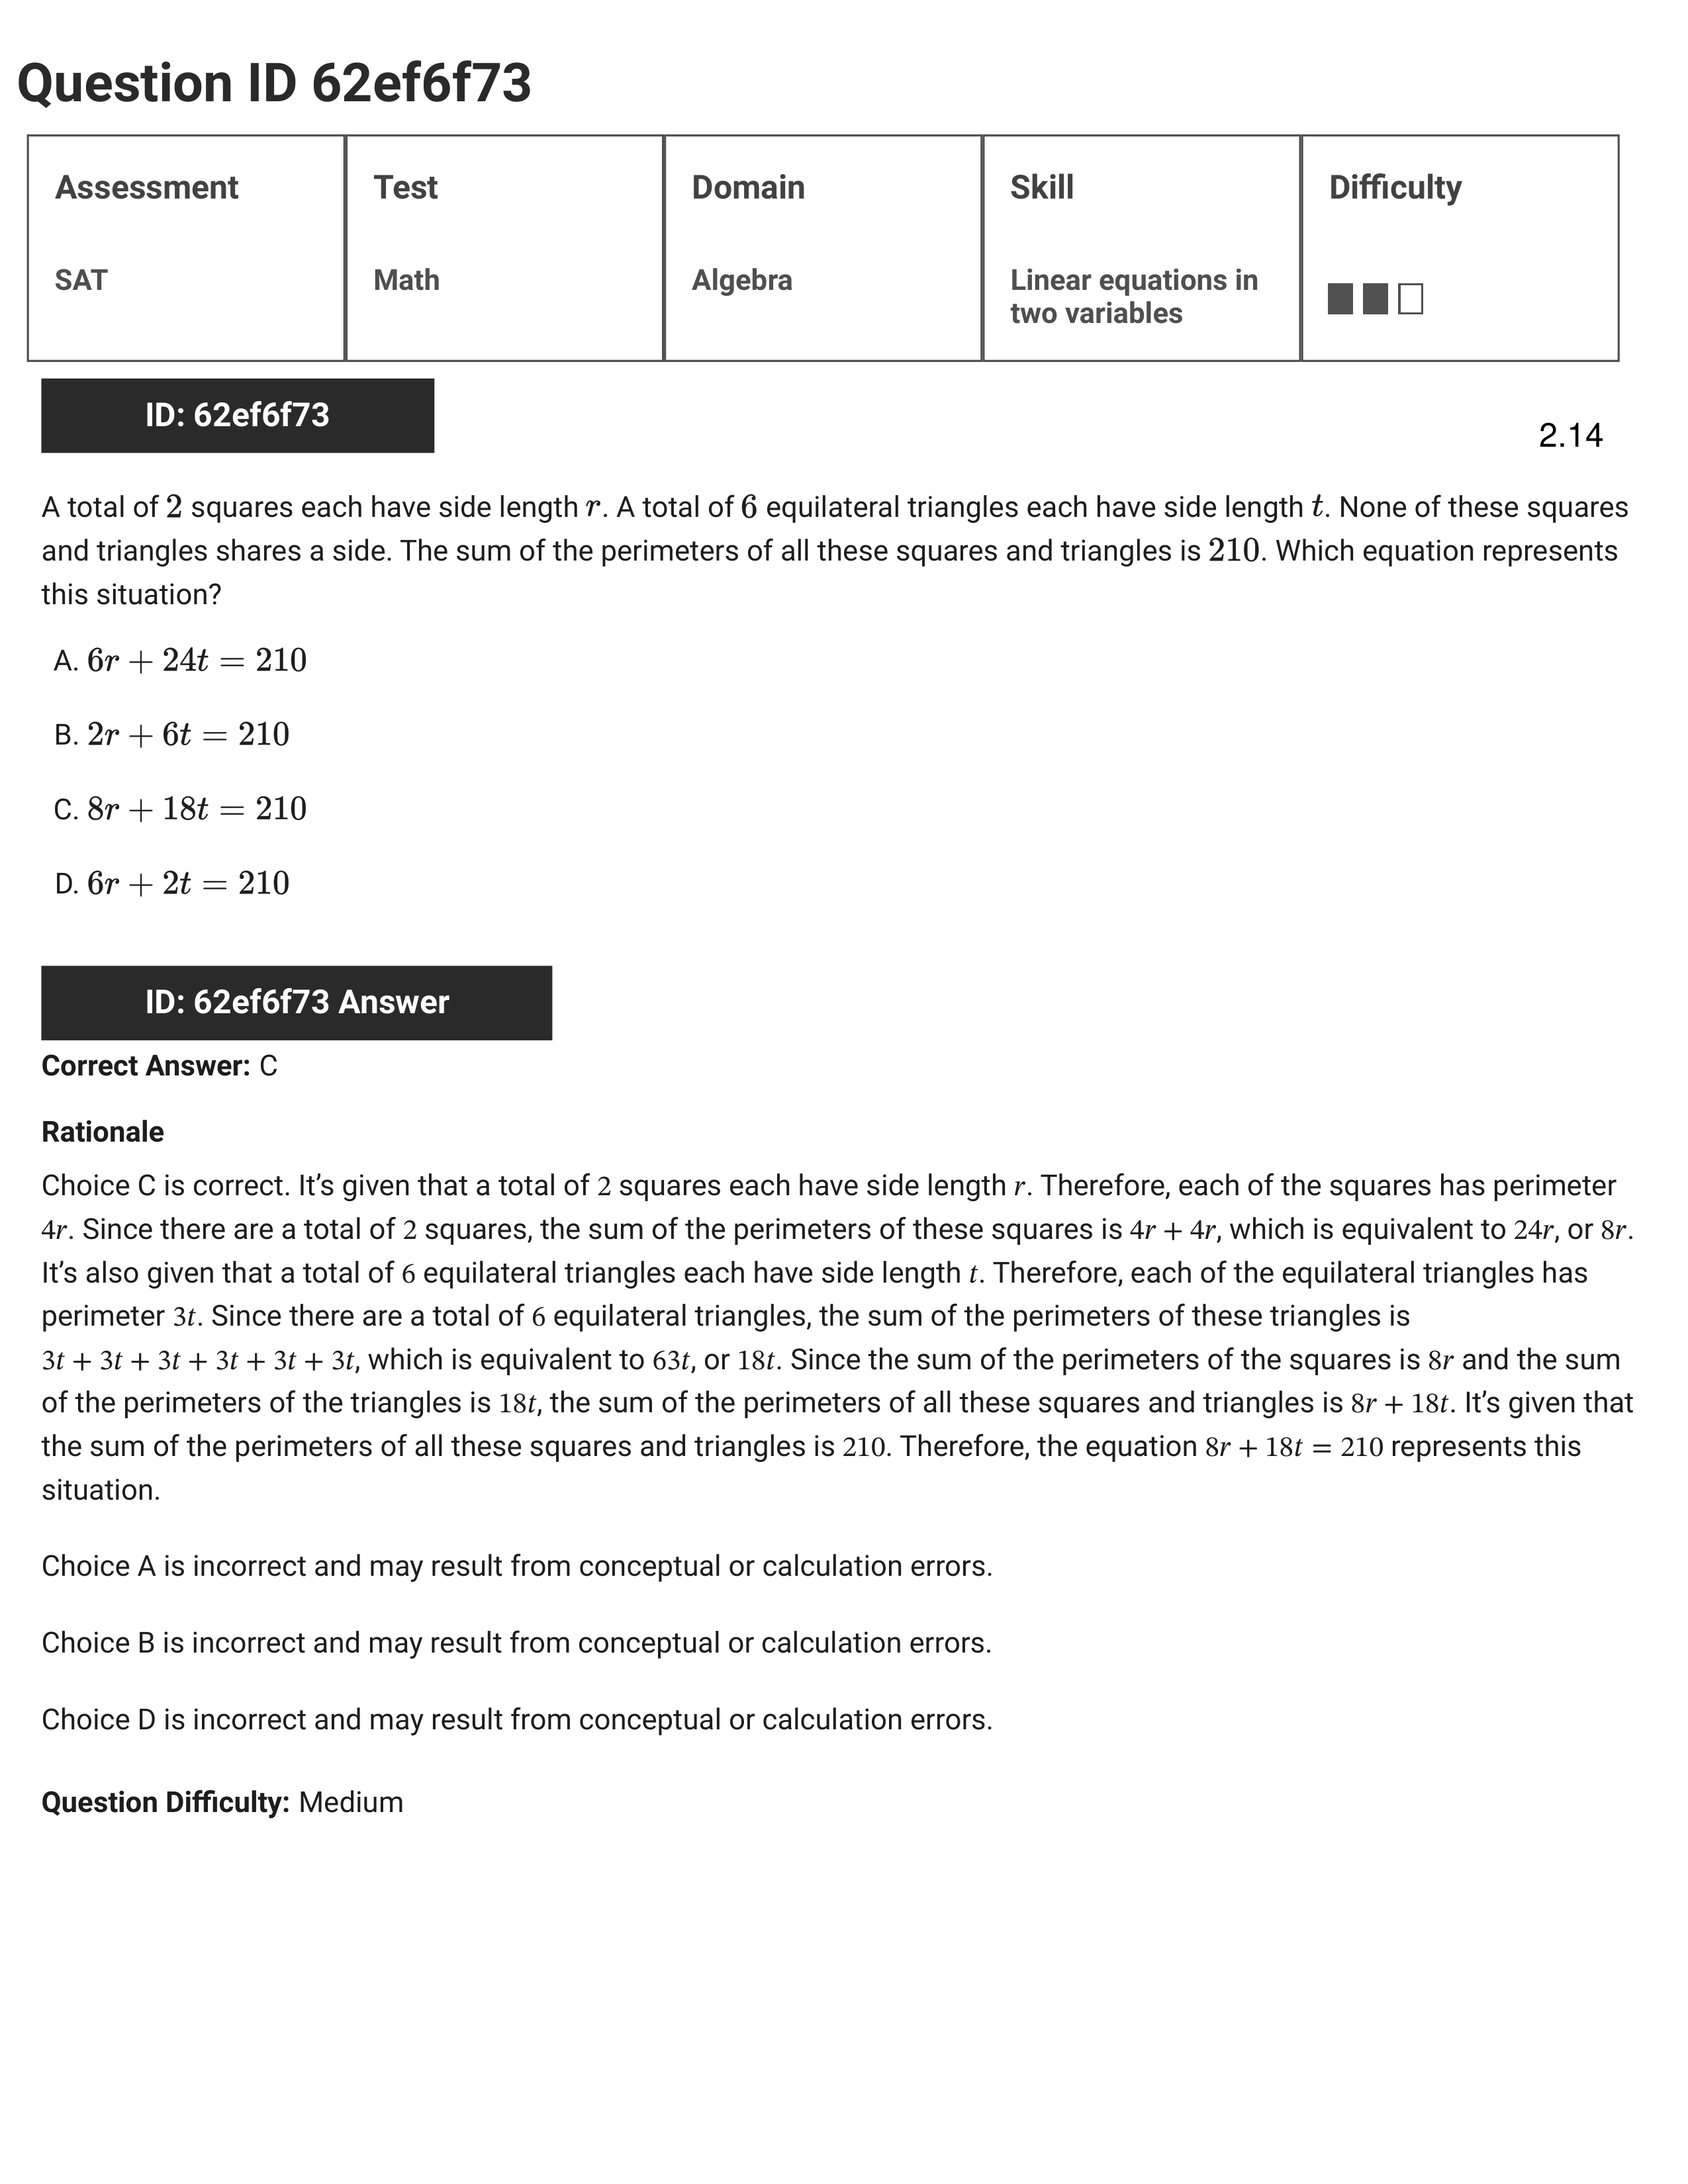 Question ID 62ef6f73
Assessment
Test
Domain
Skill
Difficulty
SAT
Math
Algebra
Linear equations in
two variables
ID: 62ef6f73
2.14
A total of 2 squares each have side length r. A total of 6 equilateral triangles each have side length t. None of these squares
and triangles shares a side. The sum of the perimeters of all these squares and triangles is 210. Which equation represents
this situation?
A. 6r + 24t = 210
B. 2r + 6t = 210
C. 8r + 18t = 210
D. 6r + 2t = 210
ID: 62ef6f73 Answer
Correct Answer: C
Rationale
Choice C is correct. It’s given that a total of 2 squares each have side length r. Therefore, each of the squares has perimeter
4r. Since there are a total of 2 squares, the sum of the perimeters of these squares is 4r + 4r, which is equivalent to 24r, or 8r.
It’s also given that a total of 6 equilateral triangles each have side length t. Therefore, each of the equilateral triangles has
perimeter 3t. Since there are a total of 6 equilateral triangles, the sum of the perimeters of these triangles is
3t + 3t + 3t + 3t + 3t + 3t, which is equivalent to 63t, or 18t. Since the sum of the perimeters of the squares is 8r and the sum
of the perimeters of the triangles is 18t, the sum of the perimeters of all these squares and triangles is 8r + 18t. It’s given that
the sum of the perimeters of all these squares and triangles is 210. Therefore, the equation 8r + 18t = 210 represents this
situation.
Choice A is incorrect and may result from conceptual or calculation errors.
Choice B is incorrect and may result from conceptual or calculation errors.
Choice D is incorrect and may result from conceptual or calculation errors.
Question Difficulty: Medium